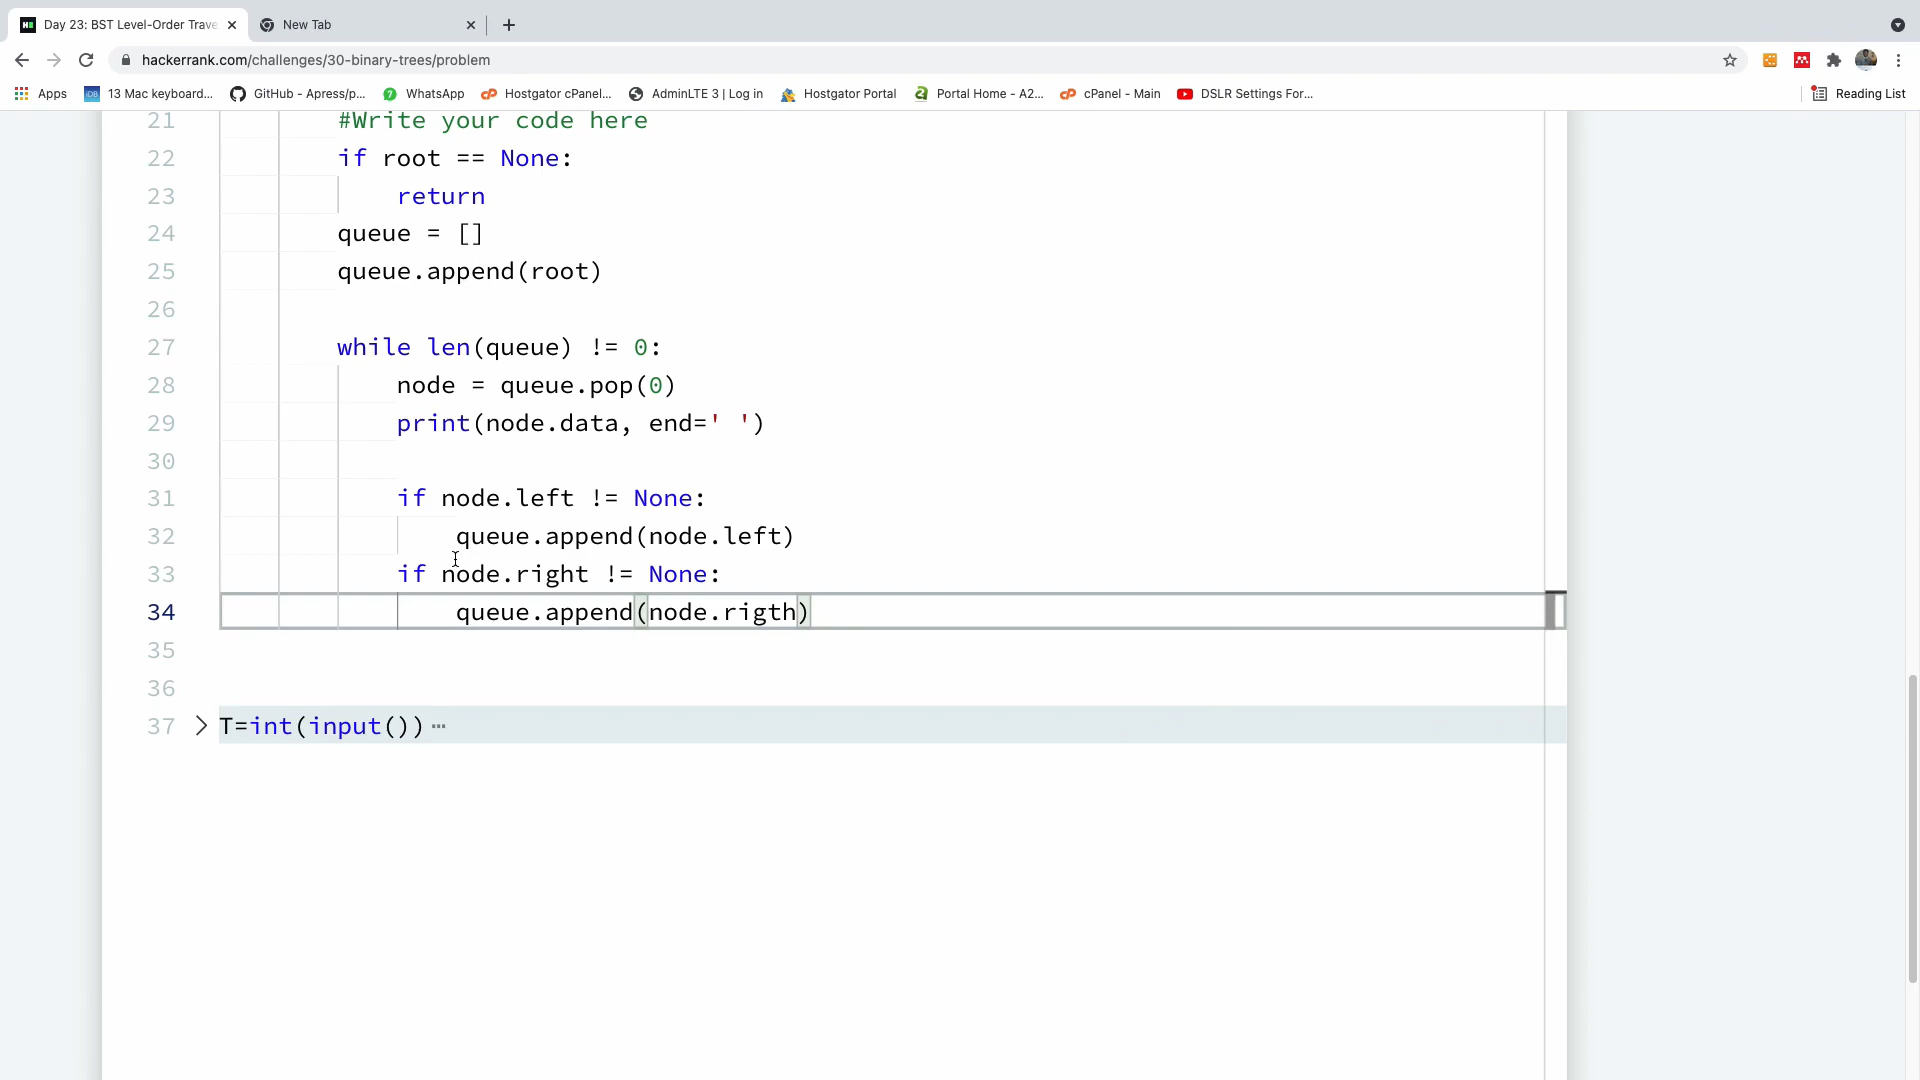 Day 23: BST Level-Order Trave
New Tab
hackerrank.com/challenges/30-binary-trees/problem
Apps
13 Mac keyboard...
GitHub - Apress/p...
WhatsApp
Hostgator cPanel...
AdminLTE 3 | Log in
Hostgator Portal
Portal Home - A2...
cPanel - Main
DSLR Settings For...
Reading List
21 #Write your code here
22 if root == None:
23 return
24 queue = []
25 queue.append(root)
26
27 while len(queue) != 0:
28 node = queue.pop(0)
29 print(node.data, end=' ')
30
31 if node.left != None:
32 queue.append(node.left)
33 if node.right != None:
34 queue.append(node.rigth)
35
36
37 T=int(input())